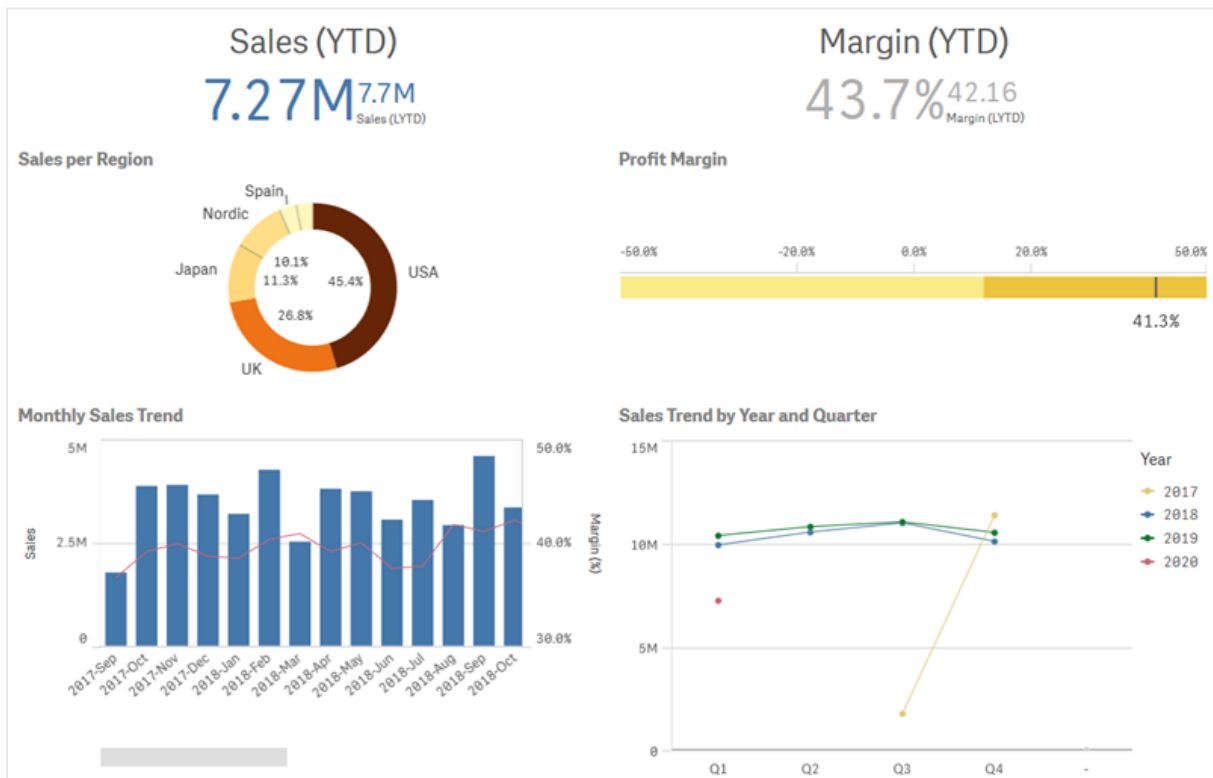 Sales (YTD)
7.27M 7.7M
Sales (LYTD)
Margin (YTD)
43.7% 42.16
Margin (LYTD)
Sales per Region
Spain
Nordic
Japan
USA
UK
10.1%
11.3%
45.4%
26.8%
Profit Margin
-50.0% -20.0% 0.0% 20.0% 50.0%
41.3%
Monthly Sales Trend
5M
2.5M
0
Sales
50.0%
40.0%
30.0%
Margin (%)
2017-Sep
2017-Oct
2017-Nov
2017-Dec
2018-Jan
2018-Feb
2018-Mar
2018-Apr
2018-May
2018-Jun
2018-Jul
2018-Aug
2018-Sep
2018-Oct
Sales Trend by Year and Quarter
15M
10M
5M
0
Q1 Q2 Q3 Q4 -
Year
2017
2018
2019
2020